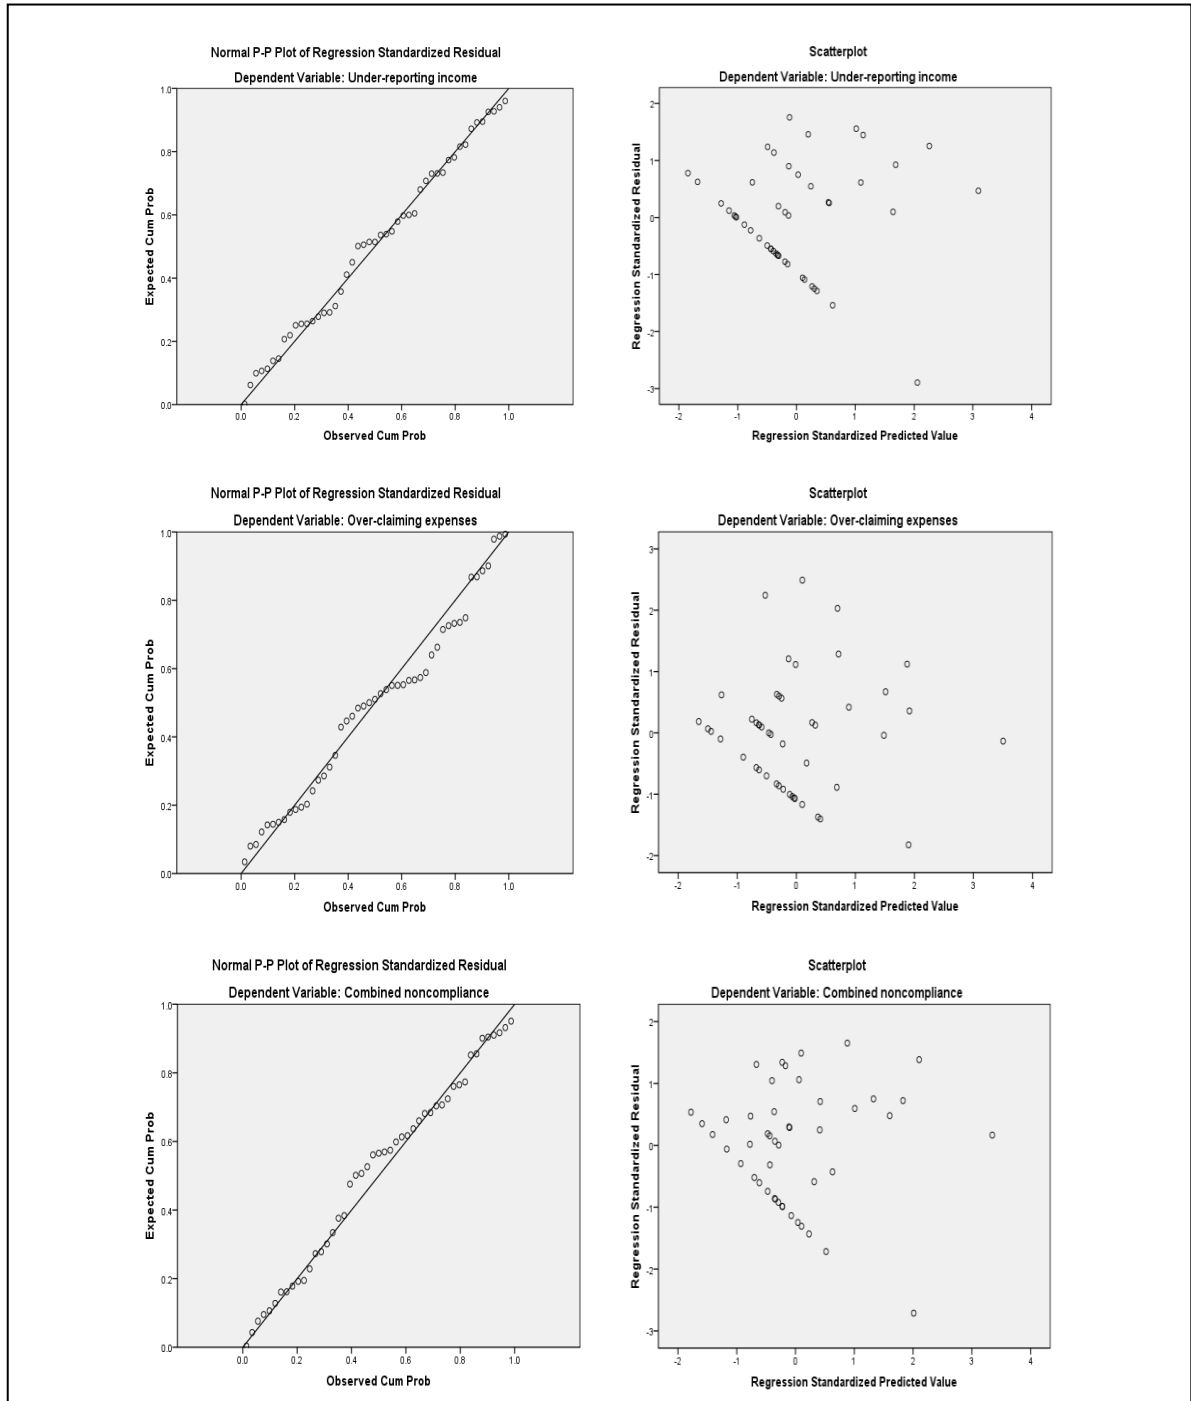 Normal P-P Plot of Regression Standardized Residual
Dependent Variable: Under-reporting income
Expected Cum Prob
1.0
0.8
0.6
0.4
0.2
0.0
0.0 0.2 0.4 0.6 0.8 1.0
Observed Cum Prob
Scatterplot
Dependent Variable: Under-reporting income
Regression Standardized Residual
2
1
0
-1
-2
-3
-2 -1 0 1 2 3 4
Regression Standardized Predicted Value
Normal P-P Plot of Regression Standardized Residual
Dependent Variable: Over-claiming expenses
Expected Cum Prob
1.0
0.8
0.6
0.4
0.2
0.0
0.0 0.2 0.4 0.6 0.8 1.0
Observed Cum Prob
Scatterplot
Dependent Variable: Over-claiming expenses
Regression Standardized Residual
3
2
1
0
-1
-2
-2 -1 0 1 2 3 4
Regression Standardized Predicted Value
Normal P-P Plot of Regression Standardized Residual
Dependent Variable: Combined noncompliance
Expected Cum Prob
1.0
0.8
0.6
0.4
0.2
0.0
0.0 0.2 0.4 0.6 0.8 1.0
Observed Cum Prob
Scatterplot
Dependent Variable: Combined noncompliance
Regression Standardized Residual
2
1
0
-1
-2
-3
-2 -1 0 1 2 3 4
Regression Standardized Predicted Value